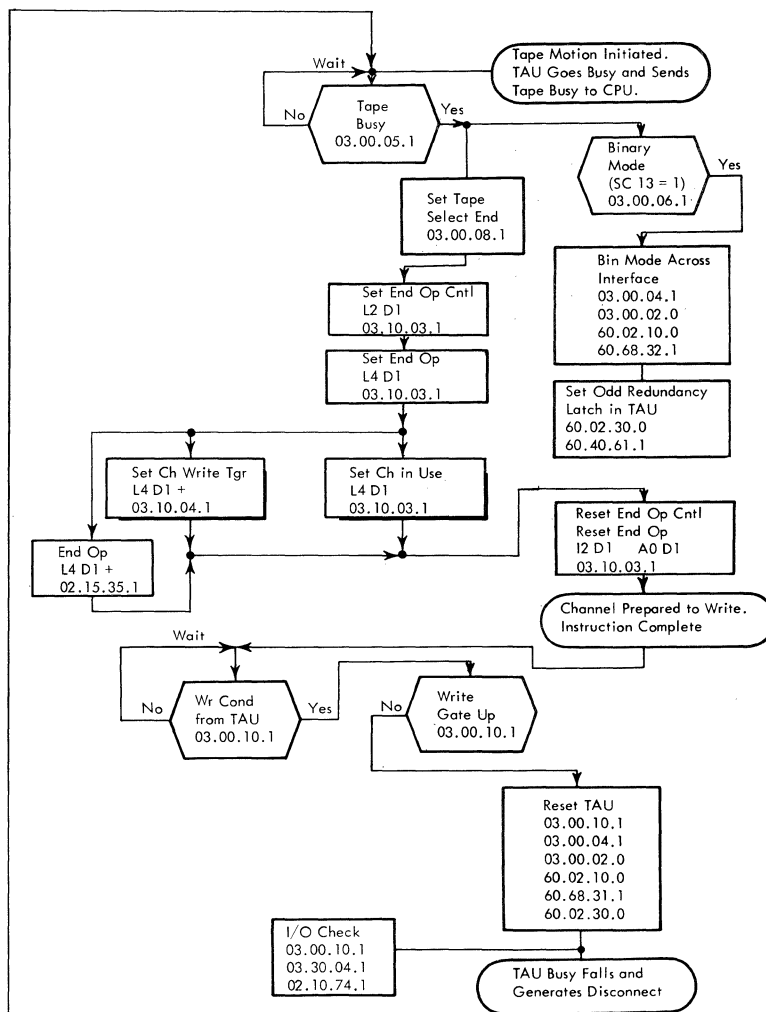 Wait
Tape Motion Initiated.
TAU Goes Busy and Sends
Tape Busy to CPU.
No
Tape
Busy
03.00.05.1
Yes
Binary
Mode
(SC 13 = 1)
03.00.06.1
Yes
Set Tape
Select End
03.00.08.1
Bin Mode Across
Interface
03.00.04.1
03.00.02.0
60.02.10.0
60.68.32.1
Set End Op Cntl
L2 D1
03.10.03.1
Set End Op
L4 D1
03.10.03.1
Set Odd Redundancy
Latch in TAU
60.02.30.0
60.40.61.1
Set Ch Write Tgr
L4 D1 +
03.10.04.1
Set Ch in Use
L4 D1
03.10.03.1
End Op
L4 D1 +
02.15.35.1
Reset End Op Cntl
Reset End Op
I2 D1 A0 D1
03.10.03.1
Channel Prepared to Write.
Instruction Complete
Wait
No
Wr Cond
from TAU
03.00.10.1
Yes
No
Write
Gate Up
03.00.10.1
Reset TAU
03.00.10.1
03.00.04.1
03.00.02.0
60.02.10.0
60.68.31.1
60.02.30.0
I/O Check
03.00.10.1
03.30.04.1
02.10.74.1
TAU Busy Falls and
Generates Disconnect